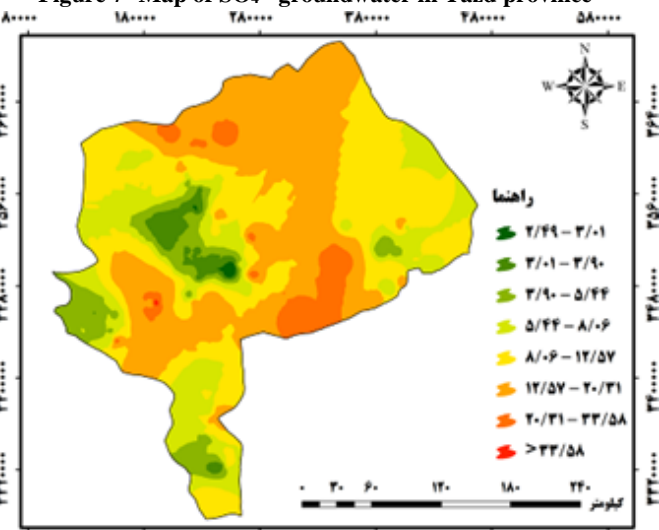 Figure 7- Map of SO4 groundwater in Yazd province
۸۰۰۰۰ ۱۸۰۰۰۰ ۲۸۰۰۰۰ ۳۸۰۰۰۰ ۴۸۰۰۰۰ ۵۸۰۰۰۰
N
W E
S
راهنما
۲/۴۹ – ۳/۰۱
۳/۰۱ – ۳/۹۰
۳/۹۰ – ۵/۴۴
۵/۴۴ – ۸/۰۶
۸/۰۶ – ۱۲/۵۷
۱۲/۵۷ – ۲۰/۳۱
۲۰/۳۱ – ۳۳/۵۸
>۳۳/۵۸
۰ ۳۰ ۶۰ ۱۲۰ ۱۸۰ ۲۴۰
کیلومتر